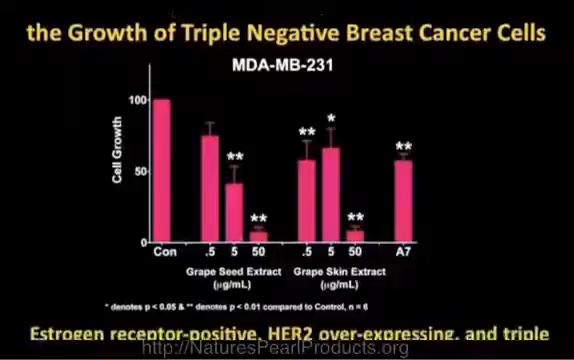 the Growth of Triple Negative Breast Cancer Cells
MDA-MB-231
Cell Growth
100
50
0
** ** ** * ** **
Con .5 5 50 .5 5 50 A7
Grape Seed Extract Grape Skin Extract
(µg/mL) (µg/mL)
* denotes p < 0.05 & ** denotes p < 0.01 compared to Control, n = 6
Estrogen receptor-positive, HER2 over-expressing, and triple
http://NaturesPearlProducts.org